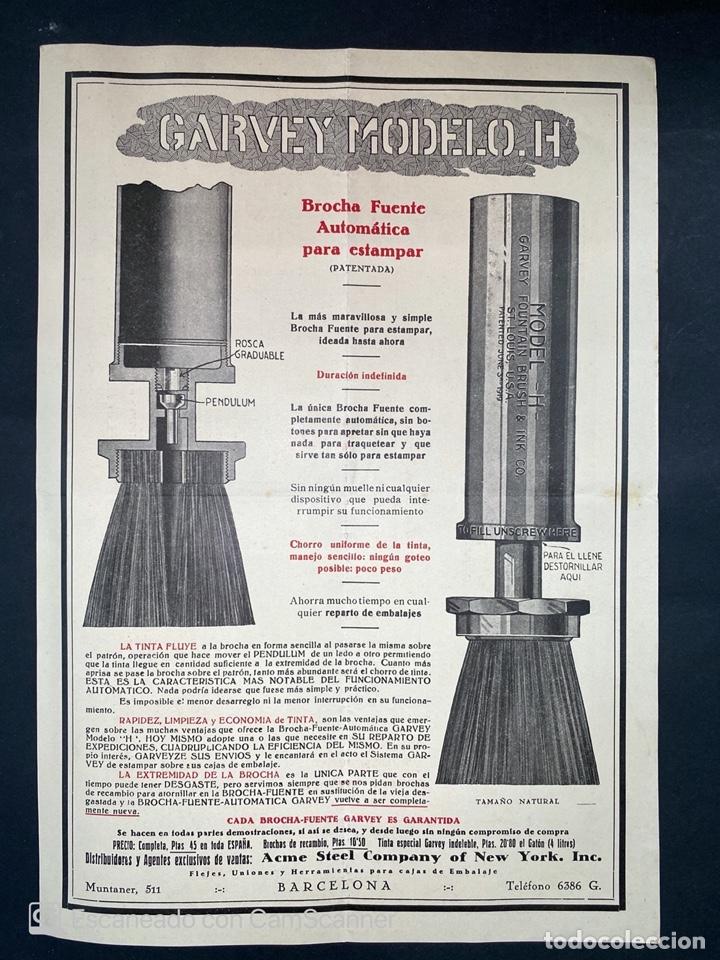 GARVEY MODELO.H
Brocha Fuente
Automática
para estampar
(PATENTADA)
La más maravillosa y simple
Brocha Fuente para estampar,
ideada hasta ahora
Duración indefinida
La única Brocha Fuente com-
pletamente automática, sin bo-
tones para apretar sin que haya
nada para traquetear y que
sirve tan sólo para estampar
Sin ningún muelle ni cualquier
dispositivo que pueda inte-
rrumpir su funcionamiento
Chorro uniforme de la tinta,
manejo sencillo: ningún goteo
posible: poco peso
Ahorra mucho tiempo en cual-
quier reparto de embalajes
ROSCA
GRADUABLE
PENDULUM
MODEL -H-
GARVEY FOUNTAIN BRUSH & INK CO.
ST. LOUIS, U.S.A.
PATENTED JUNE 3RD 1919
TO FILL UNSCREW HERE
PARA EL LLENE
DESTORNILLAR
AQUI
TAMAÑO NATURAL
LA TINTA FLUYE a la brocha en forma sencilla al pasarse la misma sobre
el patrón, operación que hace mover el PENDULUM de un lado a otro permitiendo
que la tinta llegue en cantidad suficiente a la extremidad de la brocha. Cuanto más
aprisa se pase la brocha sobre el patrón, tanto más abundante será el chorro de tinta.
ESTA ES LA CARACTERISTICA MAS NOTABLE DEL FUNCIONAMIENTO
AUTOMATICO. Nada podría idearse que fuese más simple y práctico.
Es imposible el menor desarreglo ni la menor interrupción en su funciona-
miento.
RAPIDEZ, LIMPIEZA y ECONOMIA de TINTA, son las ventajas que emer-
gen sobre las muchas ventajas que ofrece la Brocha-Fuente-Automática GARVEY
Modelo "H". HOY MISMO adopte una o las que necesite en SU REPARTO DE
EXPEDICIONES, CUADRUPLICANDO LA EFICIENCIA DEL MISMO. En su pro-
pio interés, GARVEYZE SUS ENVIOS y le encantará en el acto el Sistema GAR-
VEY de estampar sobre sus cajas de embalaje.
LA EXTREMIDAD DE LA BROCHA es la UNICA PARTE que con el
tiempo puede tener DESGASTE, pero servimos siempre que se nos pidan brochas
de recambio para atornillar en la BROCHA-FUENTE en sustitución de la vieja des-
gastada y la BROCHA-FUENTE-AUTOMATICA GARVEY vuelve a ser completa-
mente nueva.
CADA BROCHA-FUENTE GARVEY ES GARANTIDA
Se hacen en todas partes demostraciones, si así se desea, y desde luego sin ningún compromiso de compra
PRECIO: Completa, Ptas 45 en toda ESPAÑA. Brochas de recambio, Ptas. 10'50 Tinta especial Garvey indeleble, Ptas. 20'80 el Gatón (4 litros)
Distribuidores y Agentes exclusivos de ventas: Acme Steel Company of New York. Inc.
Flejes, Uniones y Herramientas para cajas de Embalaje
Muntaner, 511 :-: BARCELONA :-: Teléfono 6386 G.
CS Escaneado con CamScanner
todocoleccion
todocoleccion.net